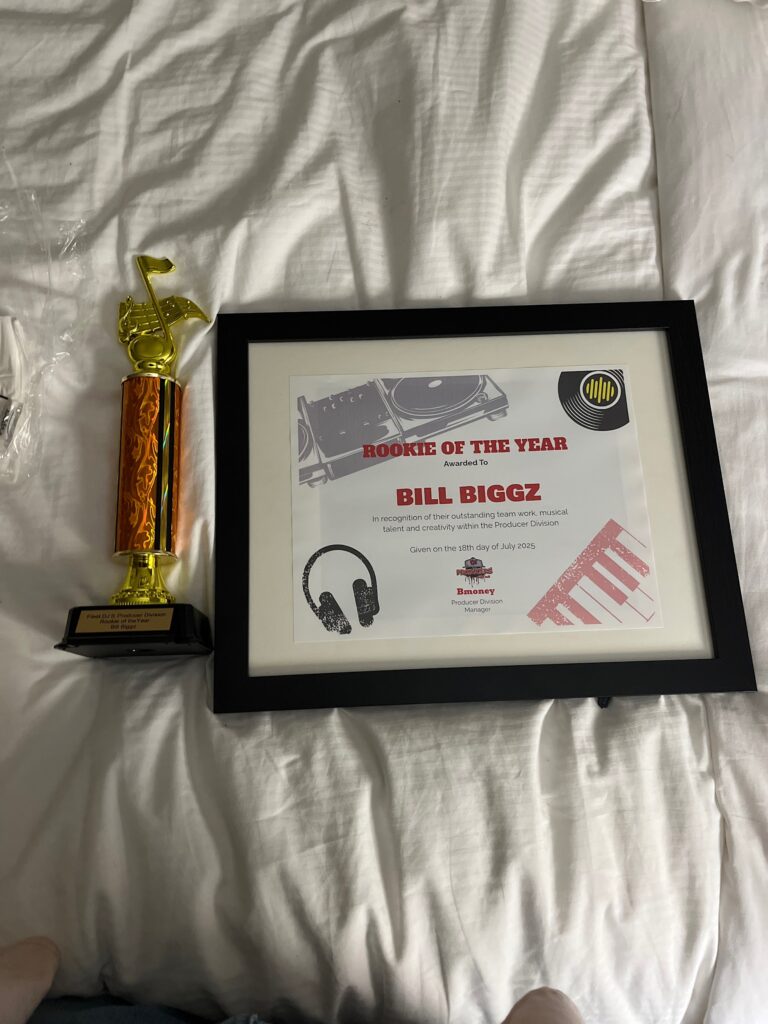 ROOKIE OF THE YEAR
Awarded To
BILL BIGGZ
In recognition of their outstanding team work, musical
talent and creativity within the Producer Division
Given on the 18th day of July 2025
Bmoney
Producer Division
Manager
DJ & Producer Division
Rookie of the Year
Bill Biggz